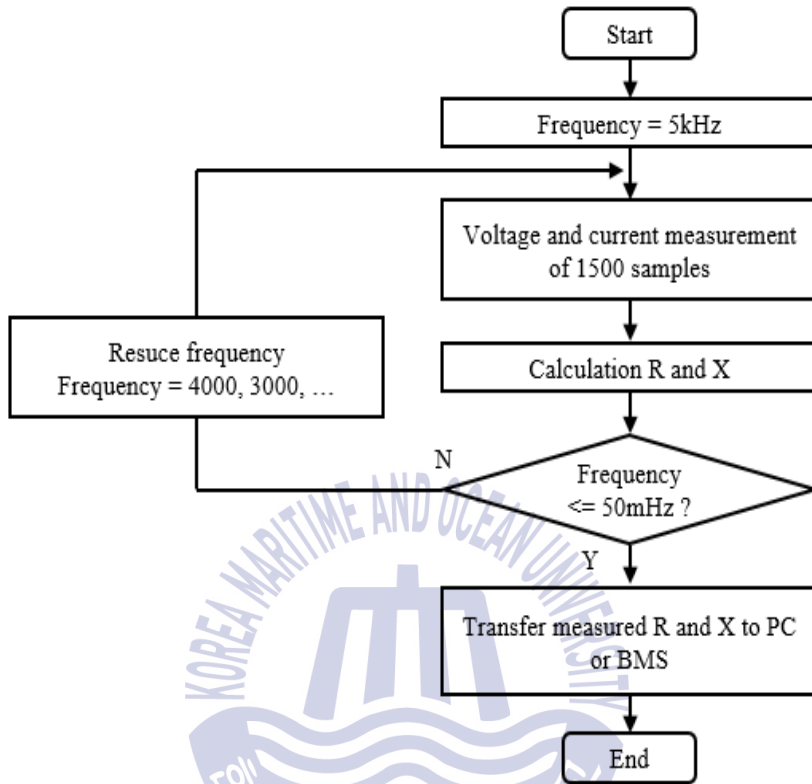 Start
Frequency = 5kHz
Voltage and current measurement
of 1500 samples
Resuce frequency
Frequency = 4000, 3000, …
Calculation R and X
N
Frequency
<= 50mHz ?
Y
Transfer measured R and X to PC
or BMS
End
KOREA MARITIME AND OCEAN UNIVERSITY